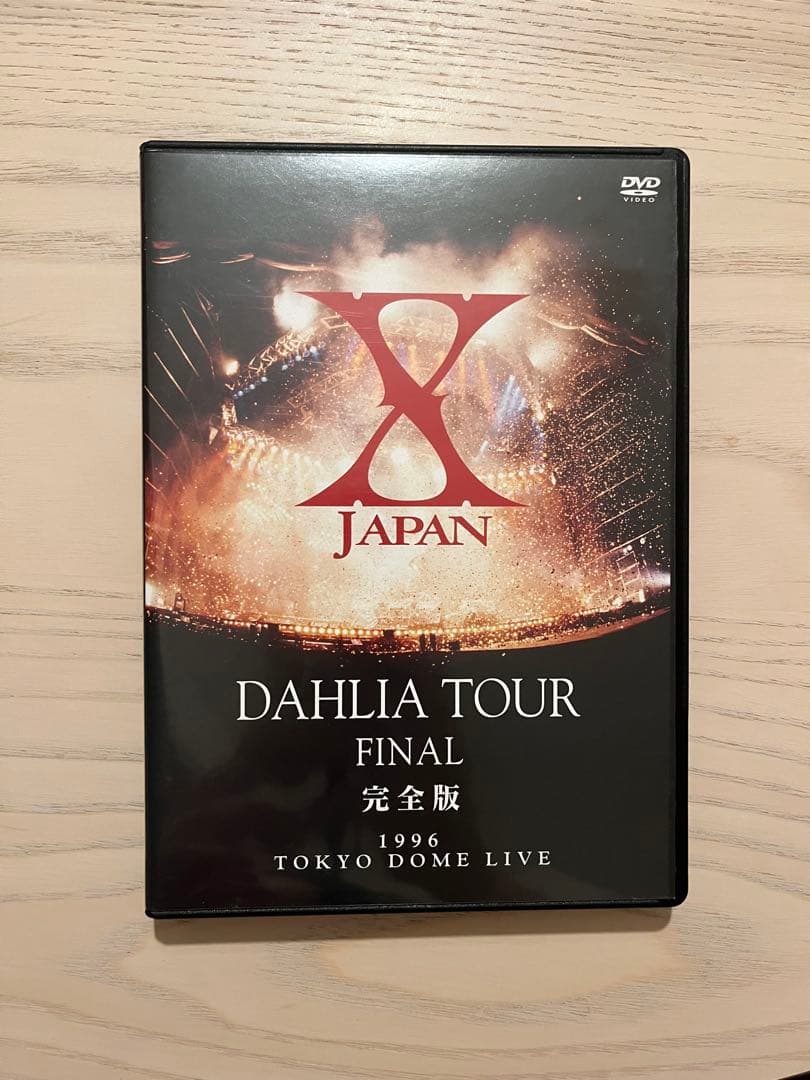 DVD
VIDEO
X
JAPAN
DAHLIA TOUR
FINAL
完全版
1996
TOKYO DOME LIVE